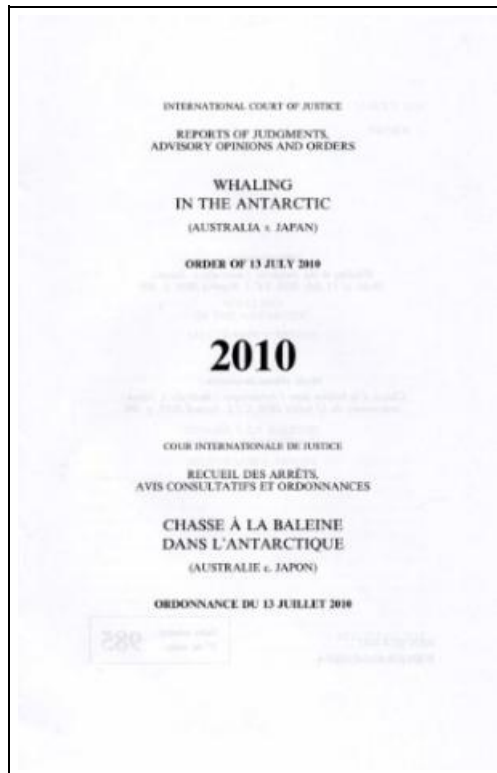 INTERNATIONAL COURT OF JUSTICE
REPORTS OF JUDGMENTS,
ADVISORY OPINIONS AND ORDERS
WHALING
IN THE ANTARCTIC
(AUSTRALIA v. JAPAN)
ORDER OF 13 JULY 2010
2010
COUR INTERNATIONALE DE JUSTICE
RECUEIL DES ARRÊTS,
AVIS CONSULTATIFS ET ORDONNANCES
CHASSE À LA BALEINE
DANS L'ANTARCTIQUE
(AUSTRALIE c. JAPON)
ORDONNANCE DU 13 JUILLET 2010
985